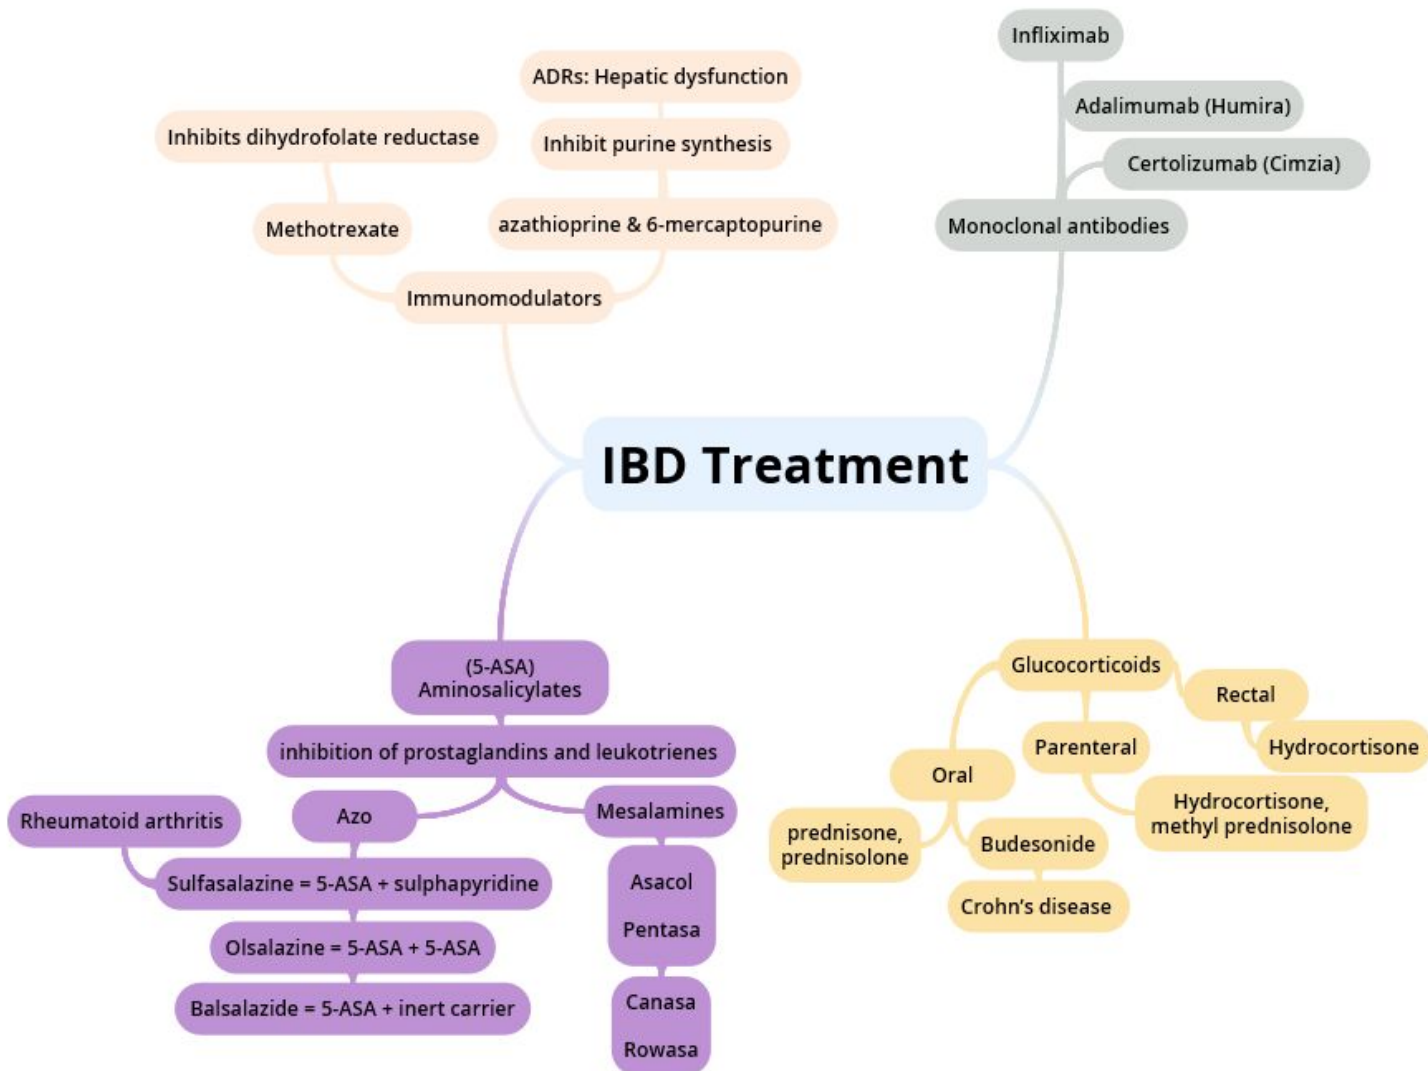 Infliximab
ADRs: Hepatic dysfunction
Adalimumab (Humira)
Inhibits dihydrofolate reductase
Inhibit purine synthesis
Certolizumab (Cimzia)
Methotrexate
azathioprine & 6-mercaptopurine
Monoclonal antibodies
Immunomodulators
IBD Treatment
(5-ASA)
Aminosalicylates
inhibition of prostaglandins and leukotrienes
Rheumatoid arthritis
Azo
Mesalamines
Sulfasalazine = 5-ASA + sulphapyridine
Olsalazine = 5-ASA + 5-ASA
Balsalazide = 5-ASA + inert carrier
Asacol
Pentasa
Canasa
Rowasa
Glucocorticoids
Rectal
Hydrocortisone
Parenteral
Hydrocortisone,
methyl prednisolone
Oral
prednisone,
prednisolone
Budesonide
Crohn’s disease